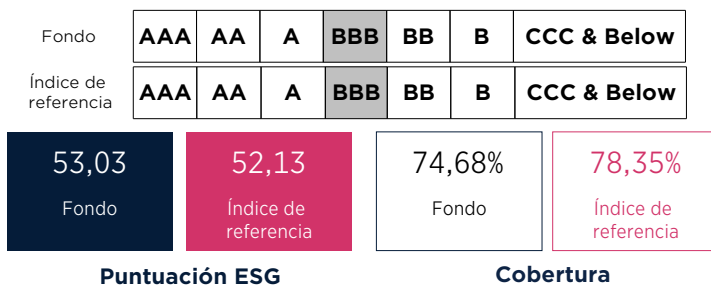 Fondo AAA AA A BBB BB B CCC & Below
Índice de
referencia AAA AA A BBB BB B CCC & Below
53,03 52,13 74,68% 78,35%
Fondo Índice de Fondo Índice de
referencia referencia
Puntuación ESG Cobertura